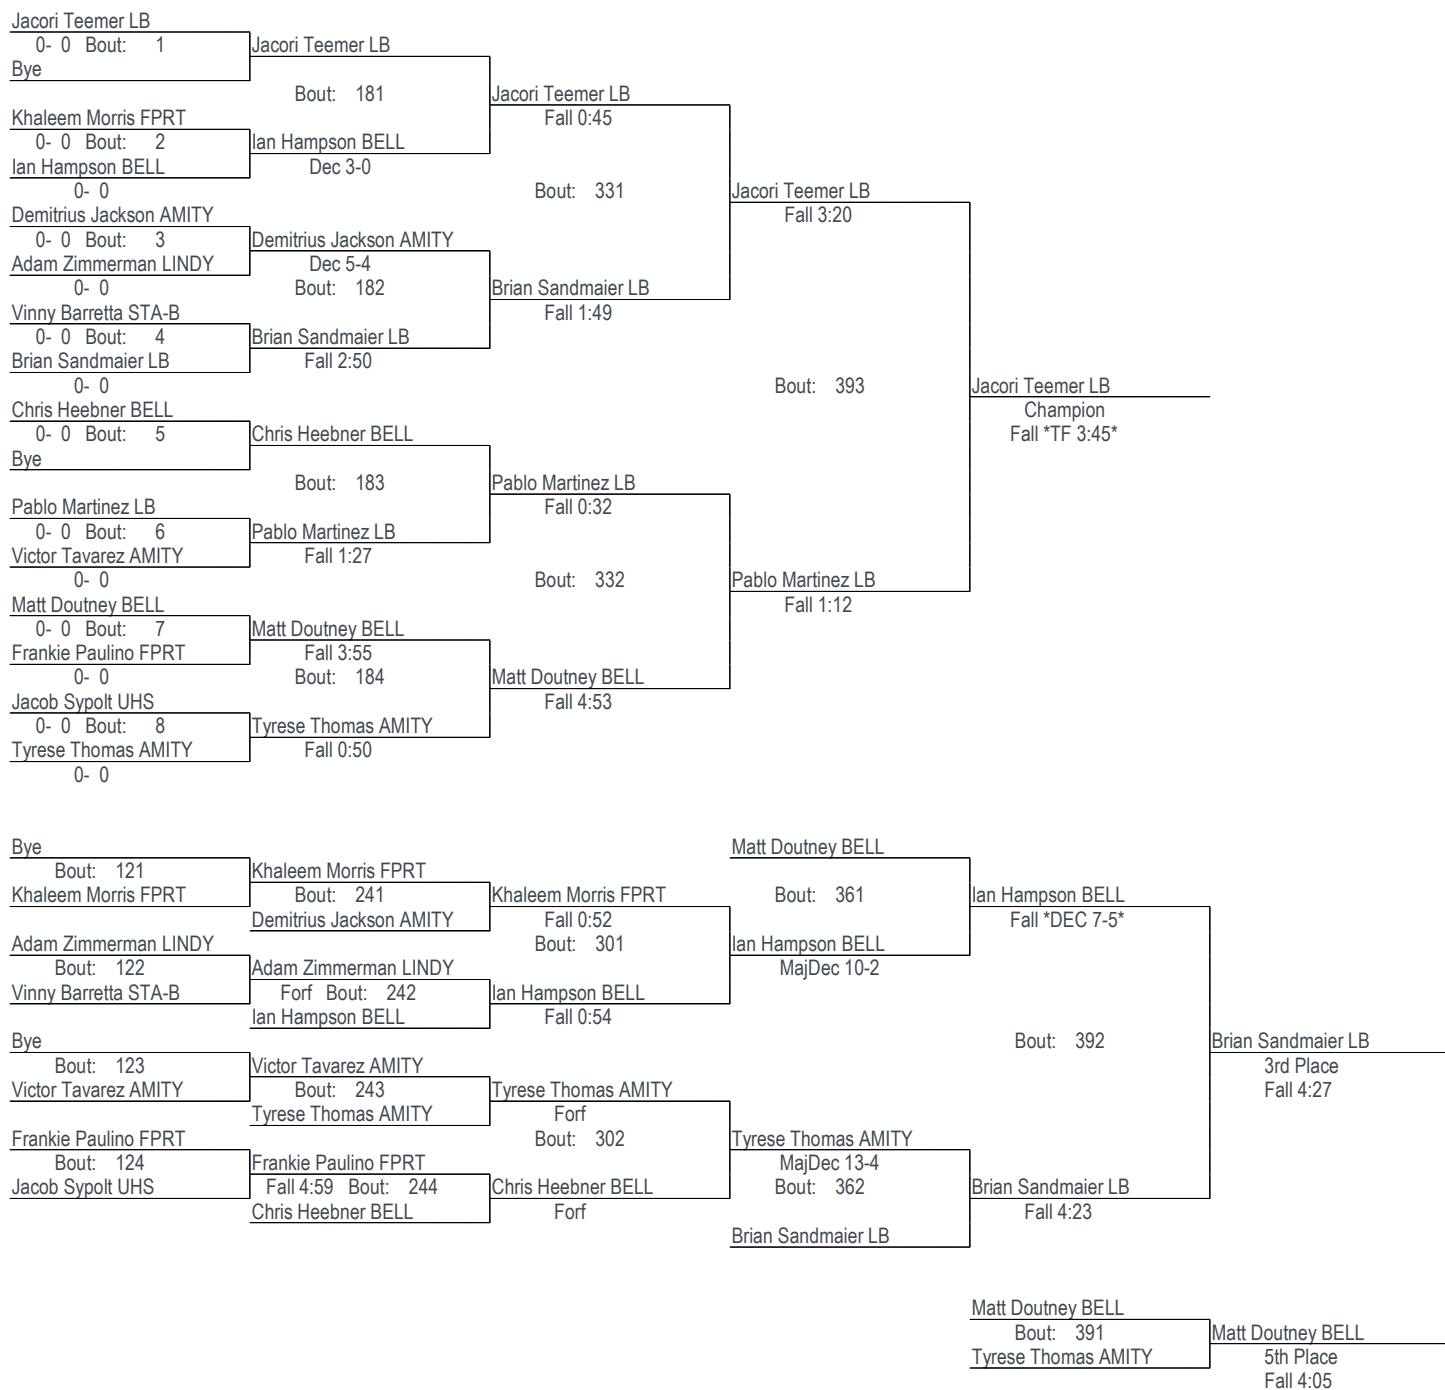 Jacori Teemer LB
0- 0 Bout: 1
Bye
Jacori Teemer LB
Bout: 181
Khaleem Morris FPRT
0- 0 Bout: 2
Ian Hampson BELL
0- 0
Ian Hampson BELL
Dec 3-0
Jacori Teemer LB
Fall 0:45
Bout: 331
Demitrius Jackson AMITY
0- 0 Bout: 3
Adam Zimmerman LINDY
0- 0
Demitrius Jackson AMITY
Dec 5-4
Bout: 182
Vinny Barretta STA-B
0- 0 Bout: 4
Brian Sandmaier LB
0- 0
Brian Sandmaier LB
Fall 2:50
Brian Sandmaier LB
Fall 1:49
Jacori Teemer LB
Fall 3:20
Bout: 393
Jacori Teemer LB
Champion
Fall *TF 3:45*
Chris Heebner BELL
0- 0 Bout: 5
Bye
Chris Heebner BELL
Bout: 183
Pablo Martinez LB
0- 0 Bout: 6
Victor Tavarez AMITY
0- 0
Pablo Martinez LB
Fall 1:27
Pablo Martinez LB
Fall 0:32
Bout: 332
Pablo Martinez LB
Fall 1:12
Matt Doutney BELL
0- 0 Bout: 7
Frankie Paulino FPRT
0- 0
Matt Doutney BELL
Fall 3:55
Bout: 184
Jacob Sypolt UHS
0- 0 Bout: 8
Tyrese Thomas AMITY
0- 0
Tyrese Thomas AMITY
Fall 0:50
Matt Doutney BELL
Fall 4:53
Bye
Bout: 121
Khaleem Morris FPRT
Khaleem Morris FPRT
Bout: 241
Demitrius Jackson AMITY
Khaleem Morris FPRT
Fall 0:52
Bout: 301
Adam Zimmerman LINDY
Bout: 122
Vinny Barretta STA-B
Adam Zimmerman LINDY
Forf Bout: 242
Ian Hampson BELL
Ian Hampson BELL
Fall 0:54
Matt Doutney BELL
Bout: 361
Ian Hampson BELL
MajDec 10-2
Ian Hampson BELL
Fall *DEC 7-5*
Bout: 392
Brian Sandmaier LB
3rd Place
Fall 4:27
Bye
Bout: 123
Victor Tavarez AMITY
Victor Tavarez AMITY
Bout: 243
Tyrese Thomas AMITY
Tyrese Thomas AMITY
Forf
Bout: 302
Frankie Paulino FPRT
Bout: 124
Jacob Sypolt UHS
Frankie Paulino FPRT
Fall 4:59 Bout: 244
Chris Heebner BELL
Chris Heebner BELL
Forf
Tyrese Thomas AMITY
MajDec 13-4
Bout: 362
Brian Sandmaier LB
Brian Sandmaier LB
Fall 4:23
Matt Doutney BELL
Bout: 391
Tyrese Thomas AMITY
Matt Doutney BELL
5th Place
Fall 4:05